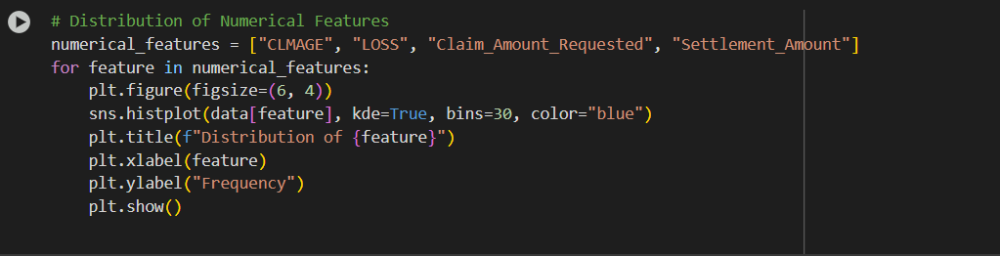 # Distribution of Numerical Features
numerical_features = ["CLMAGE", "LOSS", "Claim_Amount_Requested", "Settlement_Amount"]
for feature in numerical_features:
    plt.figure(figsize=(6, 4))
    sns.histplot(data[feature], kde=True, bins=30, color="blue")
    plt.title(f"Distribution of {feature}")
    plt.xlabel(feature)
    plt.ylabel("Frequency")
    plt.show()